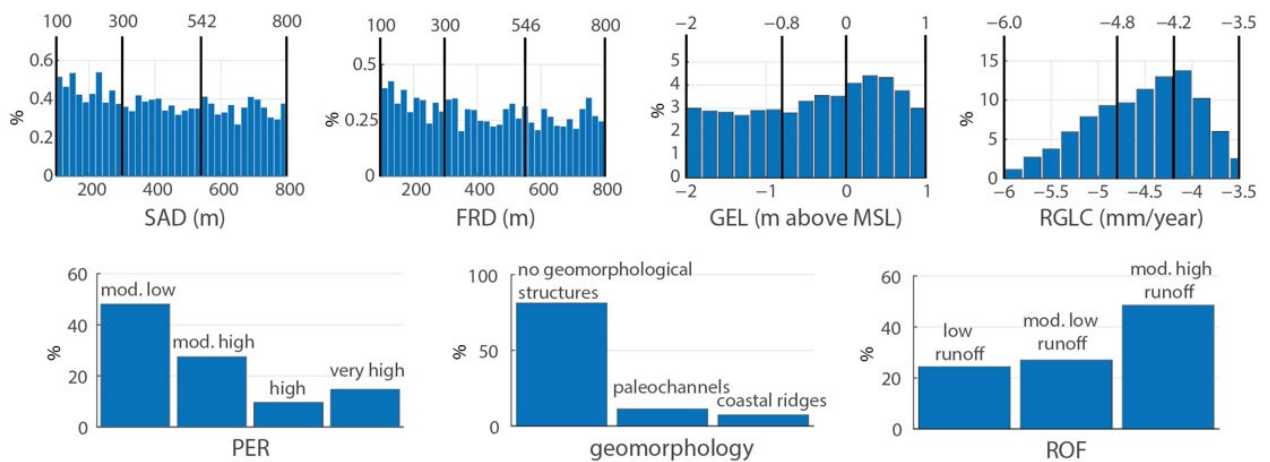 100 300 542 800
0.6
0.4
0.2
0
%
200 400 600 800
SAD (m)
100 300 546 800
0.5
0.25
0
%
200 400 600 800
FRD (m)
−2 −0.8 0 1
5
4
3
2
1
0
%
−2 −1 0 1
GEL (m above MSL)
−6.0 −4.8 −4.2 −3.5
15
10
5
0
%
−6 −5.5 −5 −4.5 −4 −3.5
RGLC (mm/year)
60
40
20
0
%
mod. low
mod. high
high
very high
PER
100
50
0
%
no geomorphological
structures
paleochannels
coastal ridges
geomorphology
60
40
20
0
%
low
runoff
mod. low
runoff
mod. high
runoff
ROF